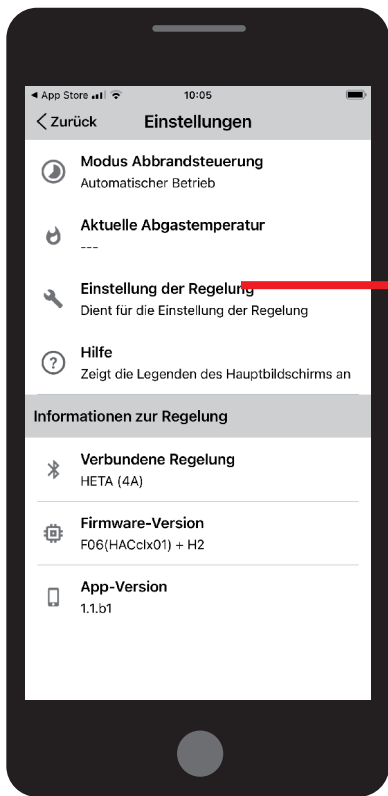 App Store 10:05
Zurück Einstellungen
Modus Abbrandsteuerung
Automatischer Betrieb
Aktuelle Abgastemperatur
---
Einstellung der Regelung
Dient für die Einstellung der Regelung
Hilfe
Zeigt die Legenden des Hauptbildschirms an
Informationen zur Regelung
Verbundene Regelung
HETA (4A)
Firmware-Version
F06(HACclx01) + H2
App-Version
1.1.b1